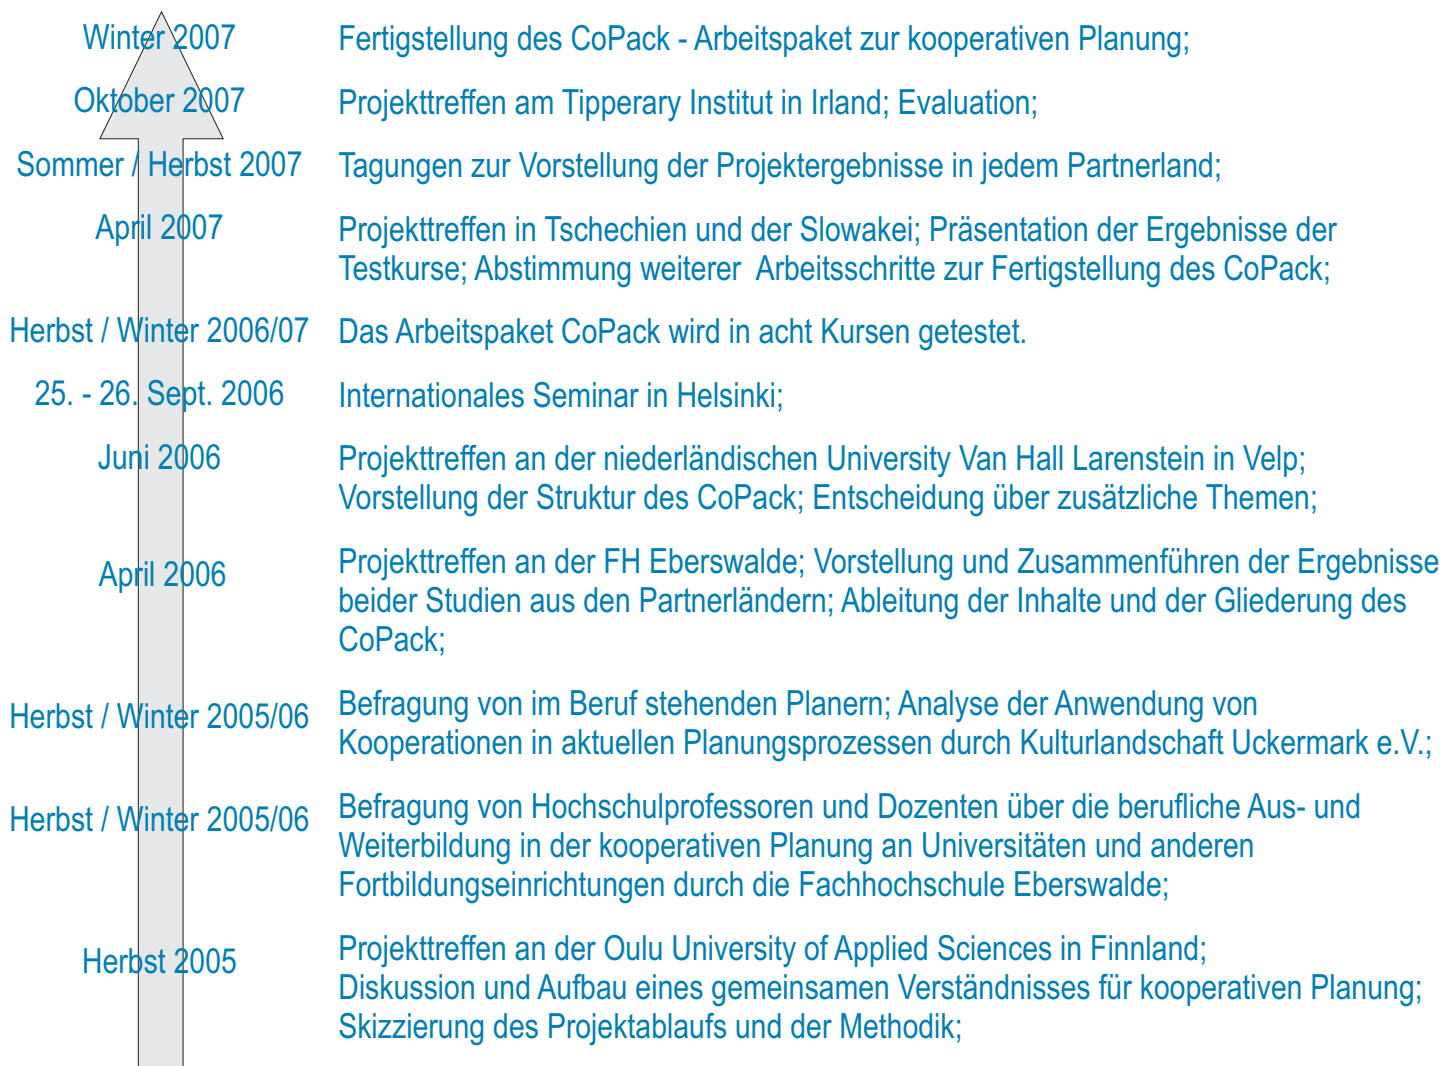 Winter 2007 Fertigstellung des CoPack - Arbeitspaket zur kooperativen Planung;
Oktober 2007 Projekttreffen am Tipperary Institut in Irland; Evaluation;
Sommer / Herbst 2007 Tagungen zur Vorstellung der Projektergebnisse in jedem Partnerland;
April 2007 Projekttreffen in Tschechien und der Slowakei; Präsentation der Ergebnisse der
Testkurse; Abstimmung weiterer Arbeitsschritte zur Fertigstellung des CoPack;
Herbst / Winter 2006/07 Das Arbeitspaket CoPack wird in acht Kursen getestet.
25. - 26. Sept. 2006 Internationales Seminar in Helsinki;
Juni 2006 Projekttreffen an der niederländischen University Van Hall Larenstein in Velp;
Vorstellung der Struktur des CoPack; Entscheidung über zusätzliche Themen;
April 2006 Projekttreffen an der FH Eberswalde; Vorstellung und Zusammenführen der Ergebnisse
beider Studien aus den Partnerländern; Ableitung der Inhalte und der Gliederung des
CoPack;
Herbst / Winter 2005/06 Befragung von im Beruf stehenden Planern; Analyse der Anwendung von
Kooperationen in aktuellen Planungsprozessen durch Kulturlandschaft Uckermark e.V.;
Herbst / Winter 2005/06 Befragung von Hochschulprofessoren und Dozenten über die berufliche Aus- und
Weiterbildung in der kooperativen Planung an Universitäten und anderen
Fortbildungseinrichtungen durch die Fachhochschule Eberswalde;
Herbst 2005 Projekttreffen an der Oulu University of Applied Sciences in Finnland;
Diskussion und Aufbau eines gemeinsamen Verständnisses für kooperativen Planung;
Skizzierung des Projektablaufs und der Methodik;